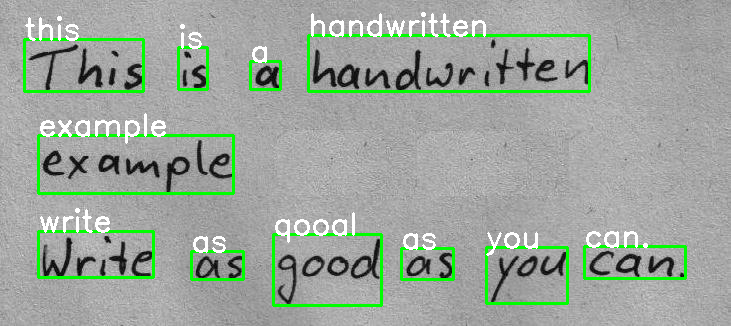 this is a handwritten
This is a handwritten
example
example
write as qooal as you can.
Write as good as you can.